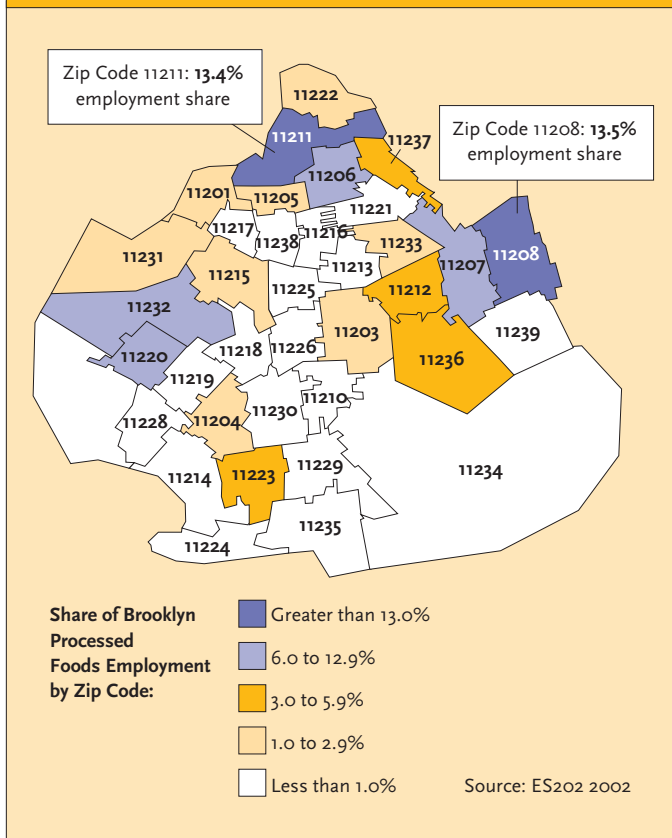 Zip Code 11211: 13.4%
employment share
Zip Code 11208: 13.5%
employment share
11222
11211
11237
11206
11201
11205
11221
11217
11238
11216
11233
11231
11215
11213
11207
11208
11225
11212
11232
11203
11239
11220
11218
11226
11236
11219
11210
11228
11204
11230
11214
11223
11229
11234
11235
11224
Share of Brooklyn
Processed
Foods Employment
by Zip Code:
Greater than 13.0%
6.0 to 12.9%
3.0 to 5.9%
1.0 to 2.9%
Less than 1.0%
Source: ES202 2002